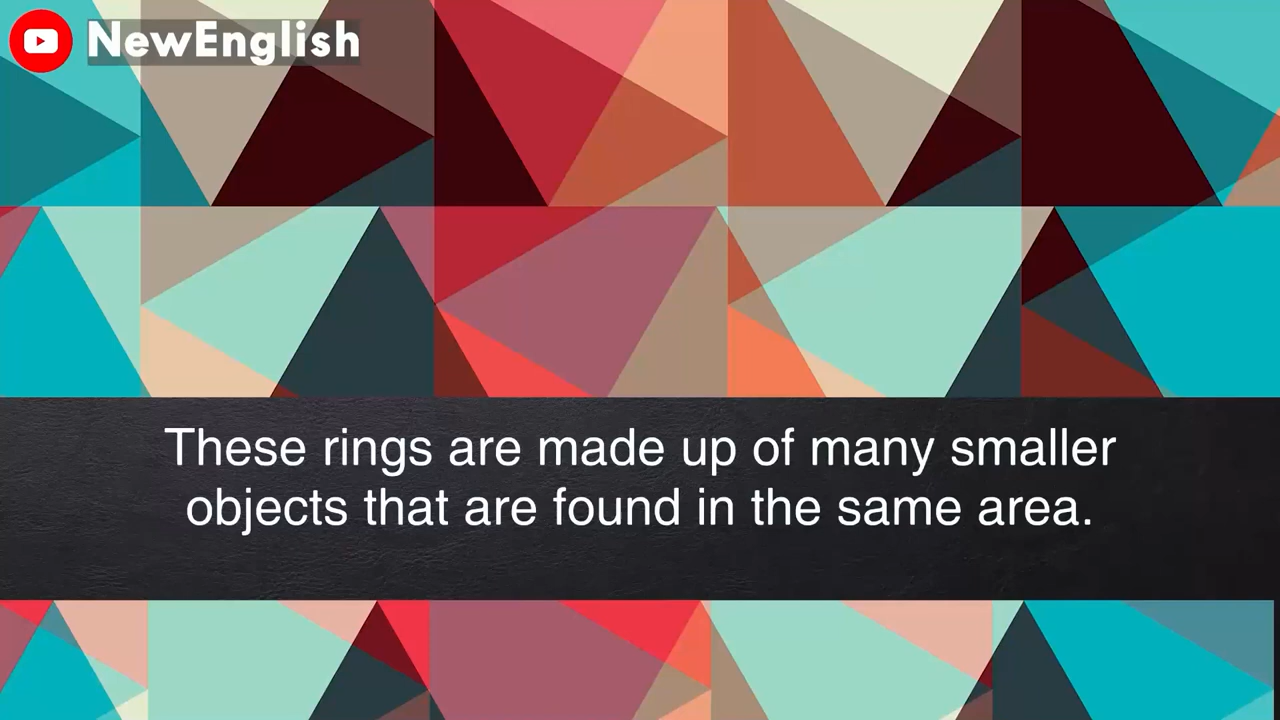 NewEnglish
These rings are made up of many smaller
objects that are found in the same area.